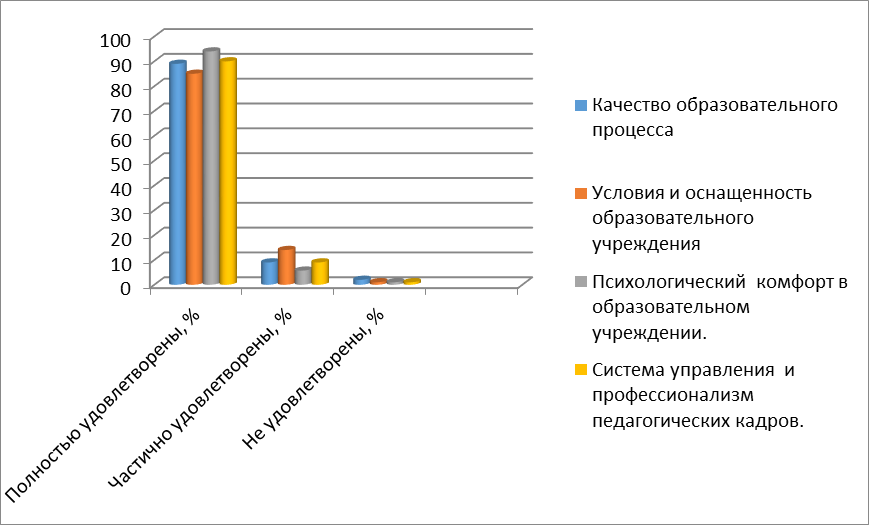 100
90
80
70
60
50
40
30
20
10
0
Полностью удовлетворены, %
Частично удовлетворены, %
Не удовлетворены, %
Качество образовательного
процесса
Условия и оснащенность
образовательного
учреждения
Психологический  комфорт в
образовательном
учреждении.
Система управления  и
профессионализм
педагогических кадров.